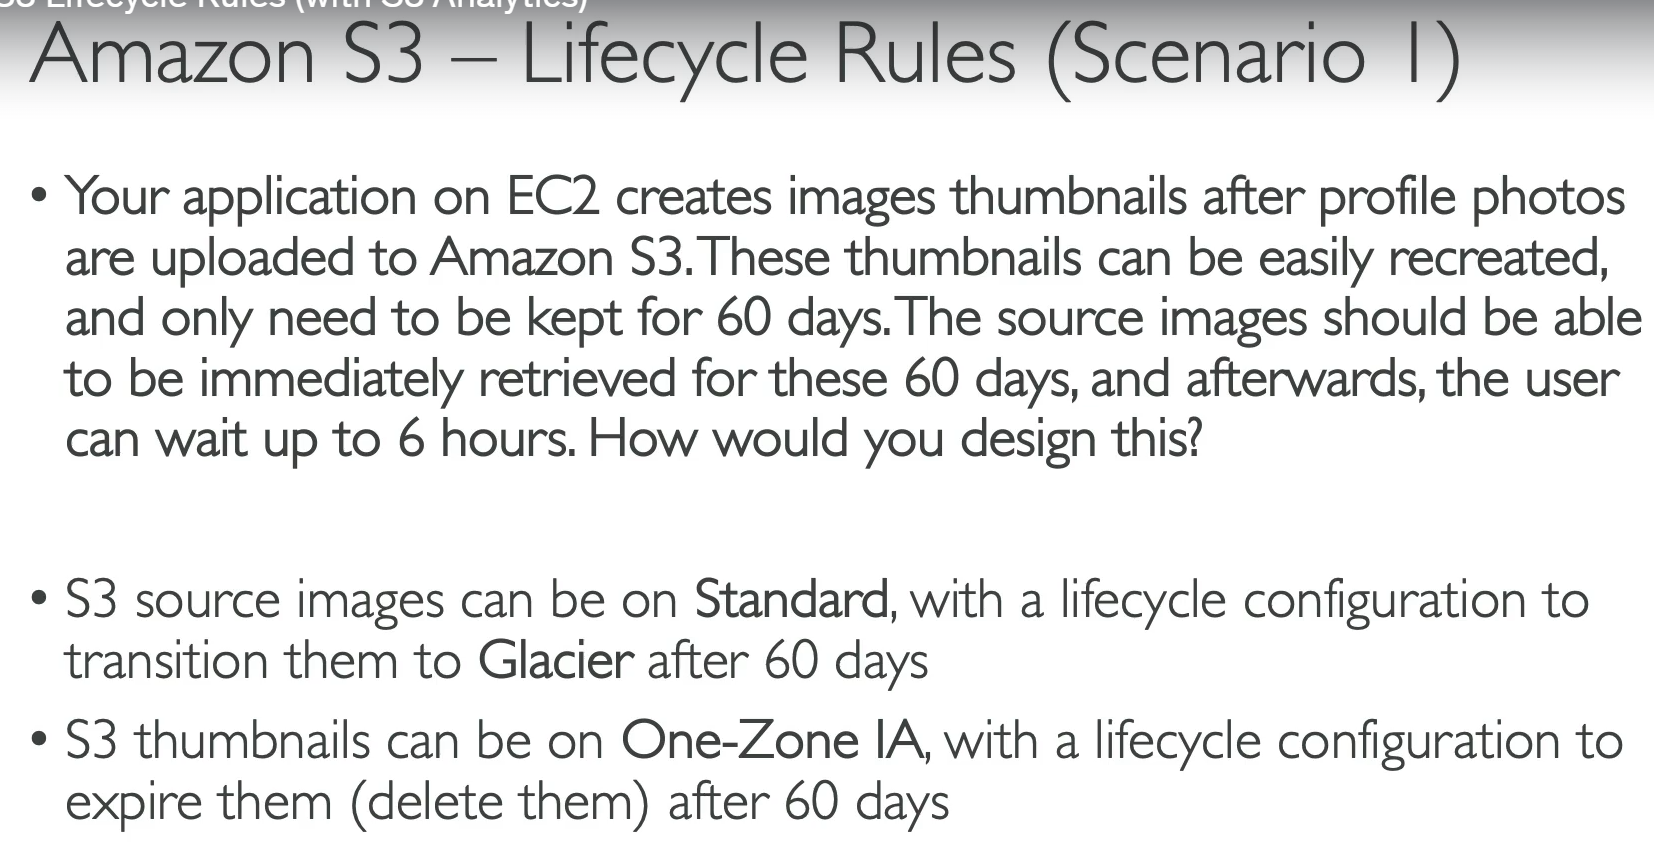 S3 Lifecycle Rules (with S3 Analytics)
Amazon S3 – Lifecycle Rules (Scenario 1)
• Your application on EC2 creates images thumbnails after profile photos
are uploaded to Amazon S3. These thumbnails can be easily recreated,
and only need to be kept for 60 days. The source images should be able
to be immediately retrieved for these 60 days, and afterwards, the user
can wait up to 6 hours. How would you design this?
• S3 source images can be on Standard, with a lifecycle configuration to
transition them to Glacier after 60 days
• S3 thumbnails can be on One-Zone IA, with a lifecycle configuration to
expire them (delete them) after 60 days